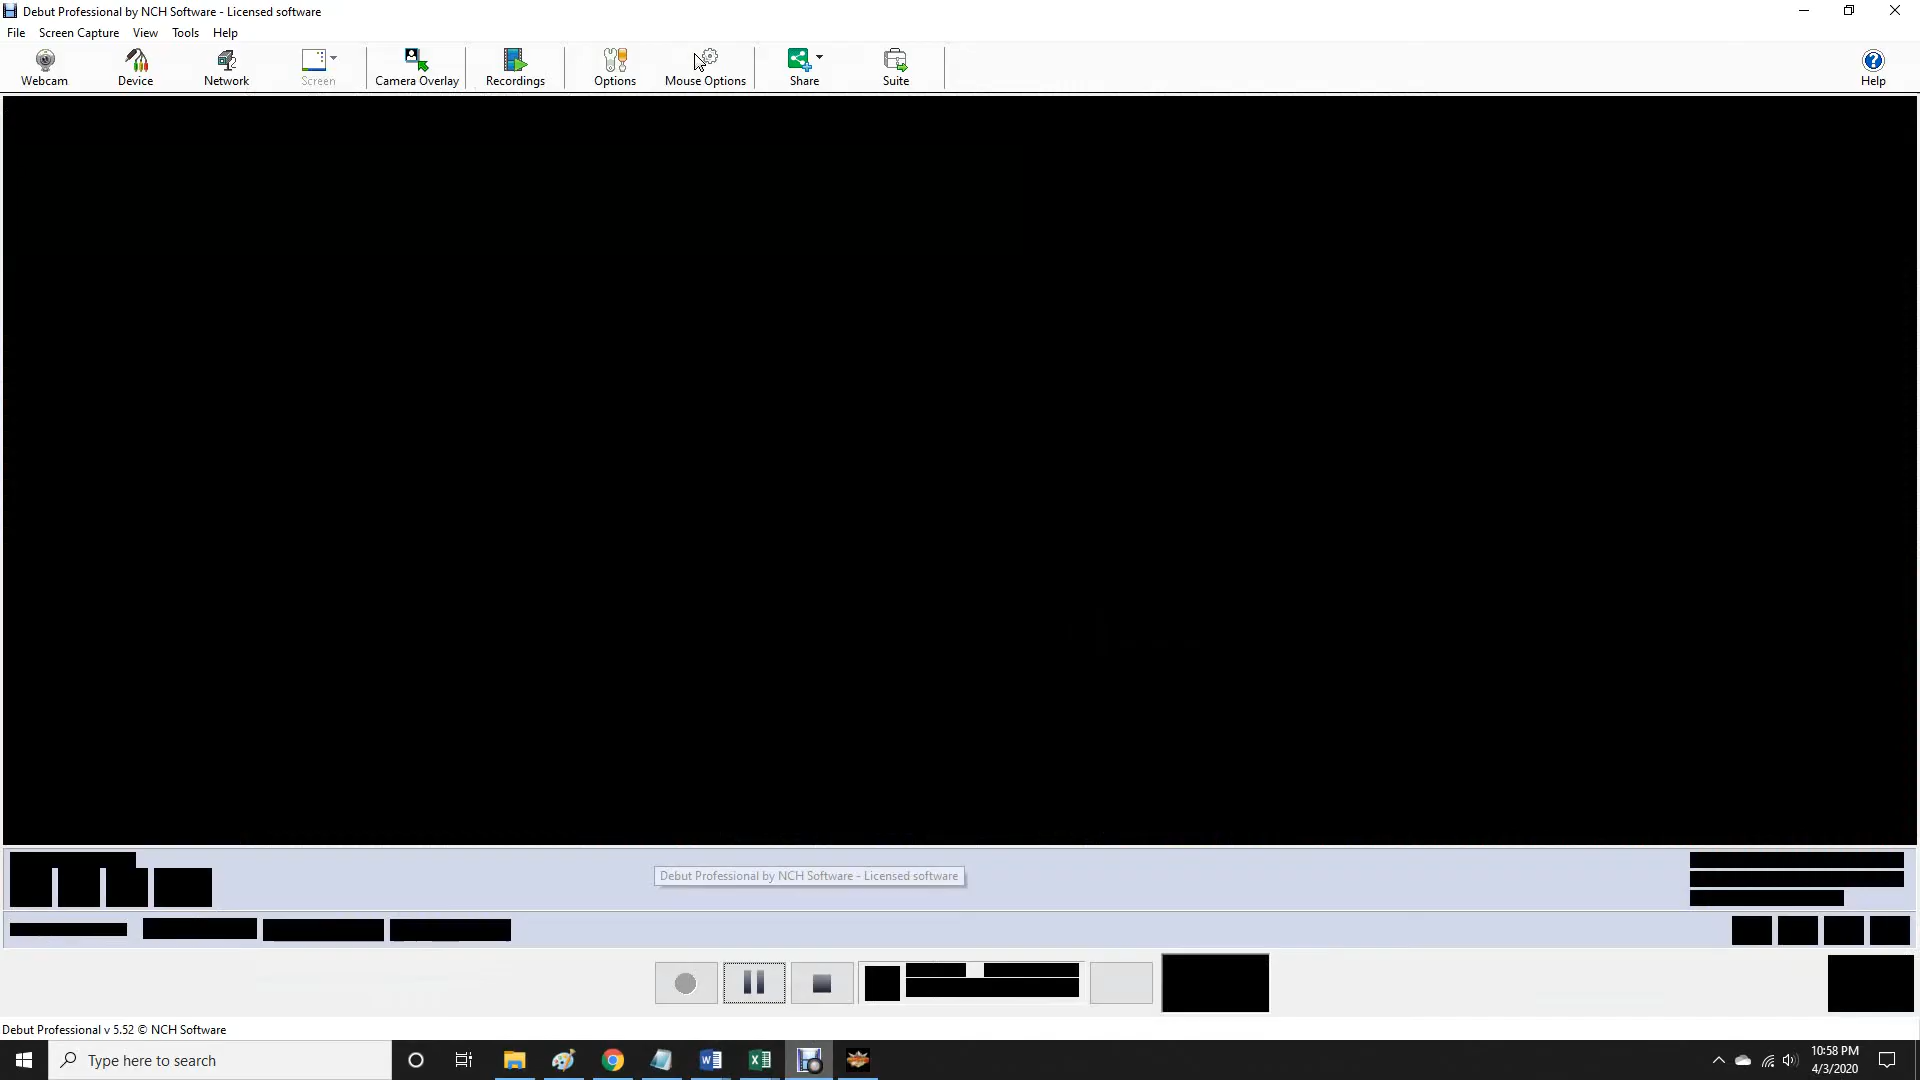 Debut Professional by NCH Software - Licensed software
File Screen Capture View Tools Help
Webcam Device Network Screen Camera Overlay Recordings Options Mouse Options Share Suite Help
Debut Professional by NCH Software - Licensed software
Debut Professional v 5.52 © NCH Software
Type here to search
10:58 PM
4/3/2020